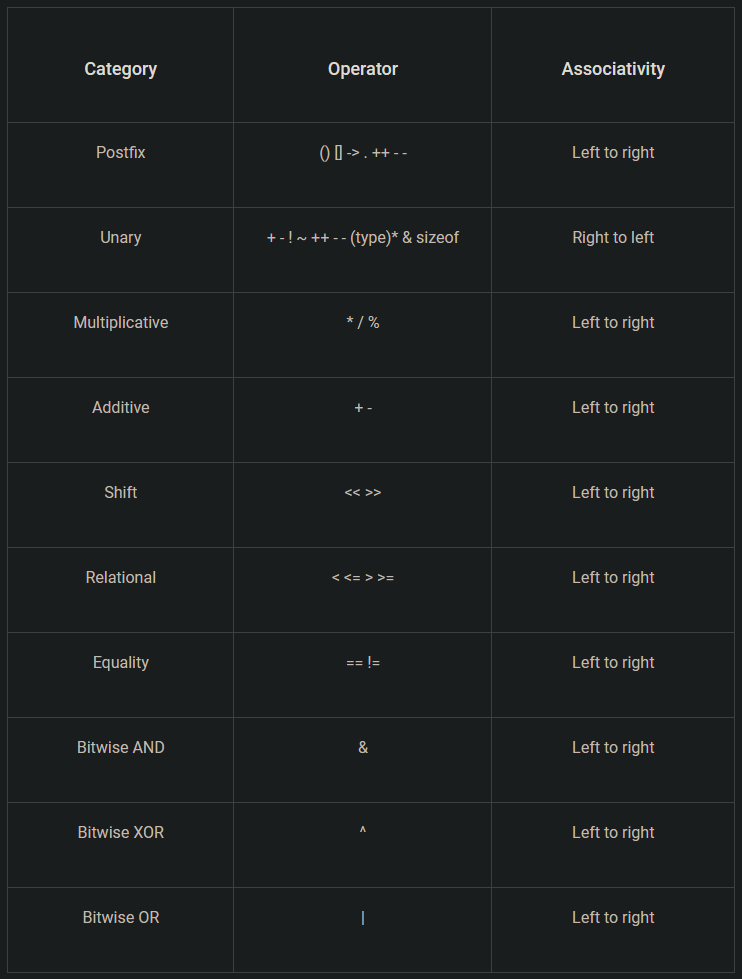 Category Operator Associativity
Postfix () [] -> . ++ - - Left to right
Unary + - ! ~ ++ - - (type)* & sizeof Right to left
Multiplicative * / % Left to right
Additive + - Left to right
Shift << >> Left to right
Relational < <= > >= Left to right
Equality == != Left to right
Bitwise AND & Left to right
Bitwise XOR ^ Left to right
Bitwise OR | Left to right